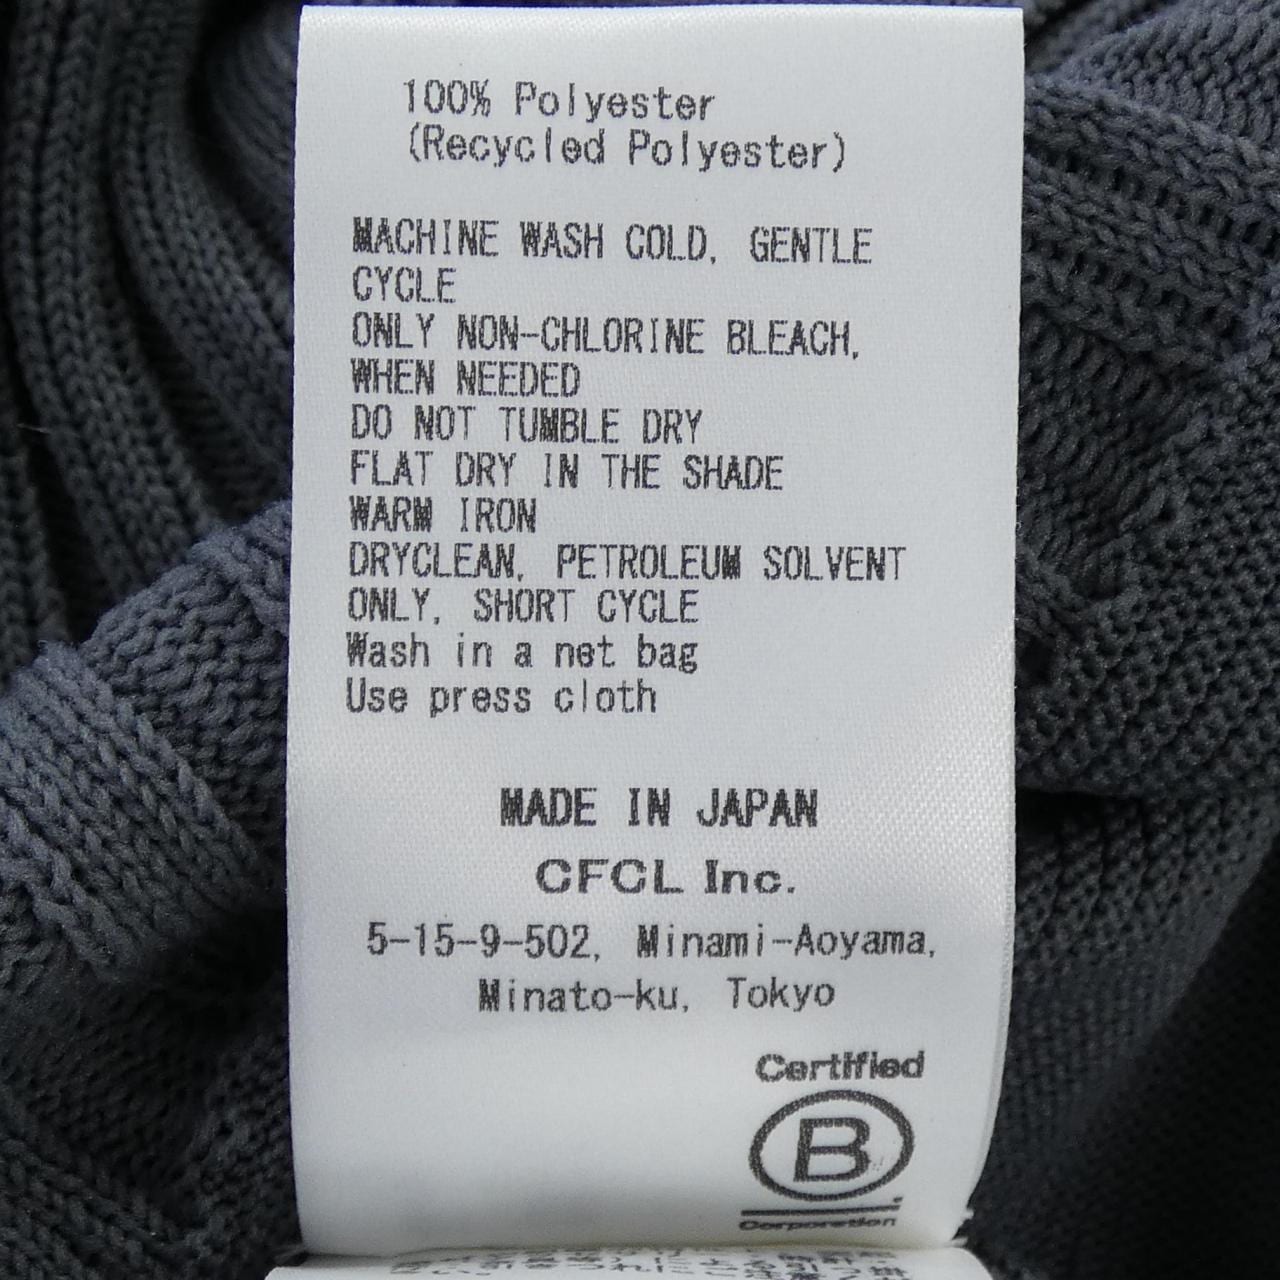 100% Polyester
(Recycled Polyester)
MACHINE WASH COLD, GENTLE
CYCLE
ONLY NON-CHLORINE BLEACH,
WHEN NEEDED
DO NOT TUMBLE DRY
FLAT DRY IN THE SHADE
WARM IRON
DRYCLEAN, PETROLEUM SOLVENT
ONLY, SHORT CYCLE
Wash in a net bag
Use press cloth
MADE IN JAPAN
CFCL Inc.
5-15-9-502, Minami-Aoyama,
Minato-ku, Tokyo
Certified
B
Corporation